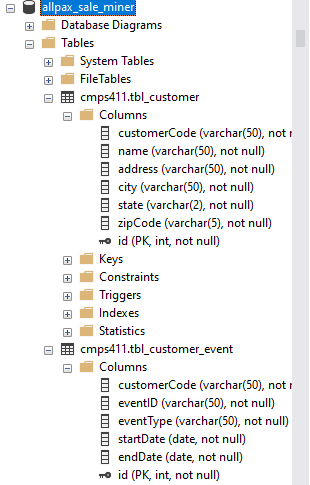 allpax_sale_miner
Database Diagrams
Tables
System Tables
FileTables
cmps411.tbl_customer
Columns
customerCode (varchar(50), not n
name (varchar(50), not null)
address (varchar(50), not null)
city (varchar(50), not null)
state (varchar(2), not null)
zipCode (varchar(5), not null)
id (PK, int, not null)
Keys
Constraints
Triggers
Indexes
Statistics
cmps411.tbl_customer_event
Columns
customerCode (varchar(50), not n
eventID (varchar(50), not null)
eventType (varchar(50), not null)
startDate (date, not null)
endDate (date, not null)
id (PK, int, not null)